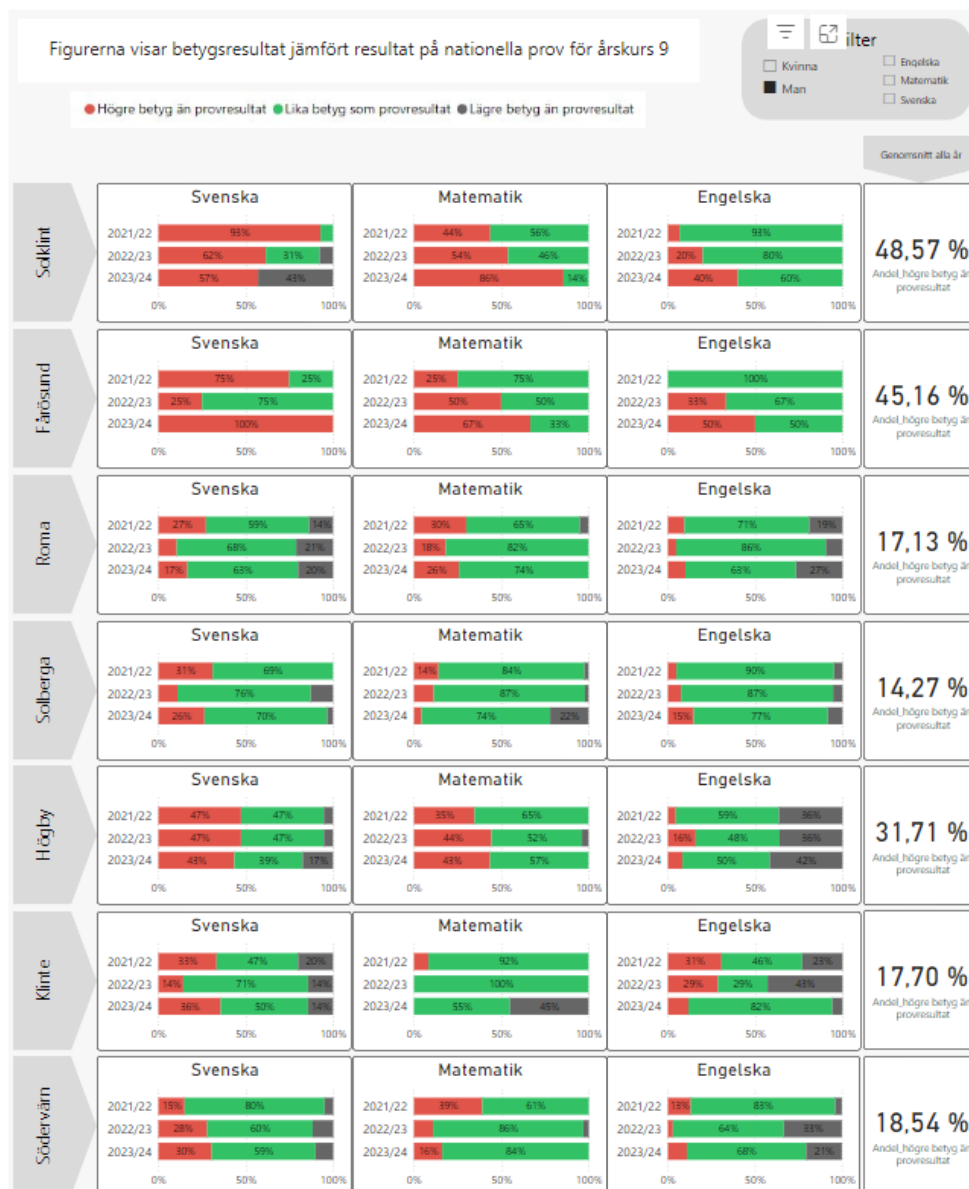 Figurerna visar betygsresultat jämfört resultat på nationella prov för årskurs 9
ilter
Kvinna
Man
Engelska
Matematik
Svenska
Högre betyg än provresultat Lika betyg som provresultat Lägre betyg än provresultat
Genomsnitt alla år
Solklint
Svenska
2021/22 93%
2022/23 62% 31%
2023/24 57% 43%
0% 50% 100%
Matematik
2021/22 44% 56%
2022/23 54% 46%
2023/24 86% 14%
0% 50% 100%
Engelska
2021/22 93%
2022/23 20% 80%
2023/24 40% 60%
0% 50% 100%
48,57 %
Andel_högre betyg än
provresultat
Fårösund
Svenska
2021/22 75% 25%
2022/23 25% 75%
2023/24 100%
0% 50% 100%
Matematik
2021/22 25% 75%
2022/23 50% 50%
2023/24 67% 33%
0% 50% 100%
Engelska
2021/22 100%
2022/23 33% 67%
2023/24 50% 50%
0% 50% 100%
45,16 %
Andel_högre betyg än
provresultat
Roma
Svenska
2021/22 27% 59% 14%
2022/23 68% 21%
2023/24 17% 63% 20%
0% 50% 100%
Matematik
2021/22 30% 65%
2022/23 18% 82%
2023/24 26% 74%
0% 50% 100%
Engelska
2021/22 71% 19%
2022/23 86%
2023/24 63% 27%
0% 50% 100%
17,13 %
Andel_högre betyg än
provresultat
Solberga
Svenska
2021/22 31% 69%
2022/23 76%
2023/24 26% 70%
0% 50% 100%
Matematik
2021/22 14% 84%
2022/23 87%
2023/24 74% 22%
0% 50% 100%
Engelska
2021/22 90%
2022/23 87%
2023/24 15% 77%
0% 50% 100%
14,27 %
Andel_högre betyg än
provresultat
Högby
Svenska
2021/22 47% 47%
2022/23 47% 47%
2023/24 43% 39% 17%
0% 50% 100%
Matematik
2021/22 35% 65%
2022/23 44% 52%
2023/24 43% 57%
0% 50% 100%
Engelska
2021/22 59% 36%
2022/23 16% 48% 36%
2023/24 50% 42%
0% 50% 100%
31,71 %
Andel_högre betyg än
provresultat
Klinte
Svenska
2021/22 33% 47% 20%
2022/23 14% 71% 14%
2023/24 36% 50% 14%
0% 50% 100%
Matematik
2021/22 92%
2022/23 100%
2023/24 55% 45%
0% 50% 100%
Engelska
2021/22 31% 46% 23%
2022/23 29% 29% 43%
2023/24 82%
0% 50% 100%
17,70 %
Andel_högre betyg än
provresultat
Södervärn
Svenska
2021/22 15% 80%
2022/23 28% 60%
2023/24 30% 59%
0% 50% 100%
Matematik
2021/22 39% 61%
2022/23 86%
2023/24 16% 84%
0% 50% 100%
Engelska
2021/22 13% 83%
2022/23 64% 33%
2023/24 68% 21%
0% 50% 100%
18,54 %
Andel_högre betyg än
provresultat